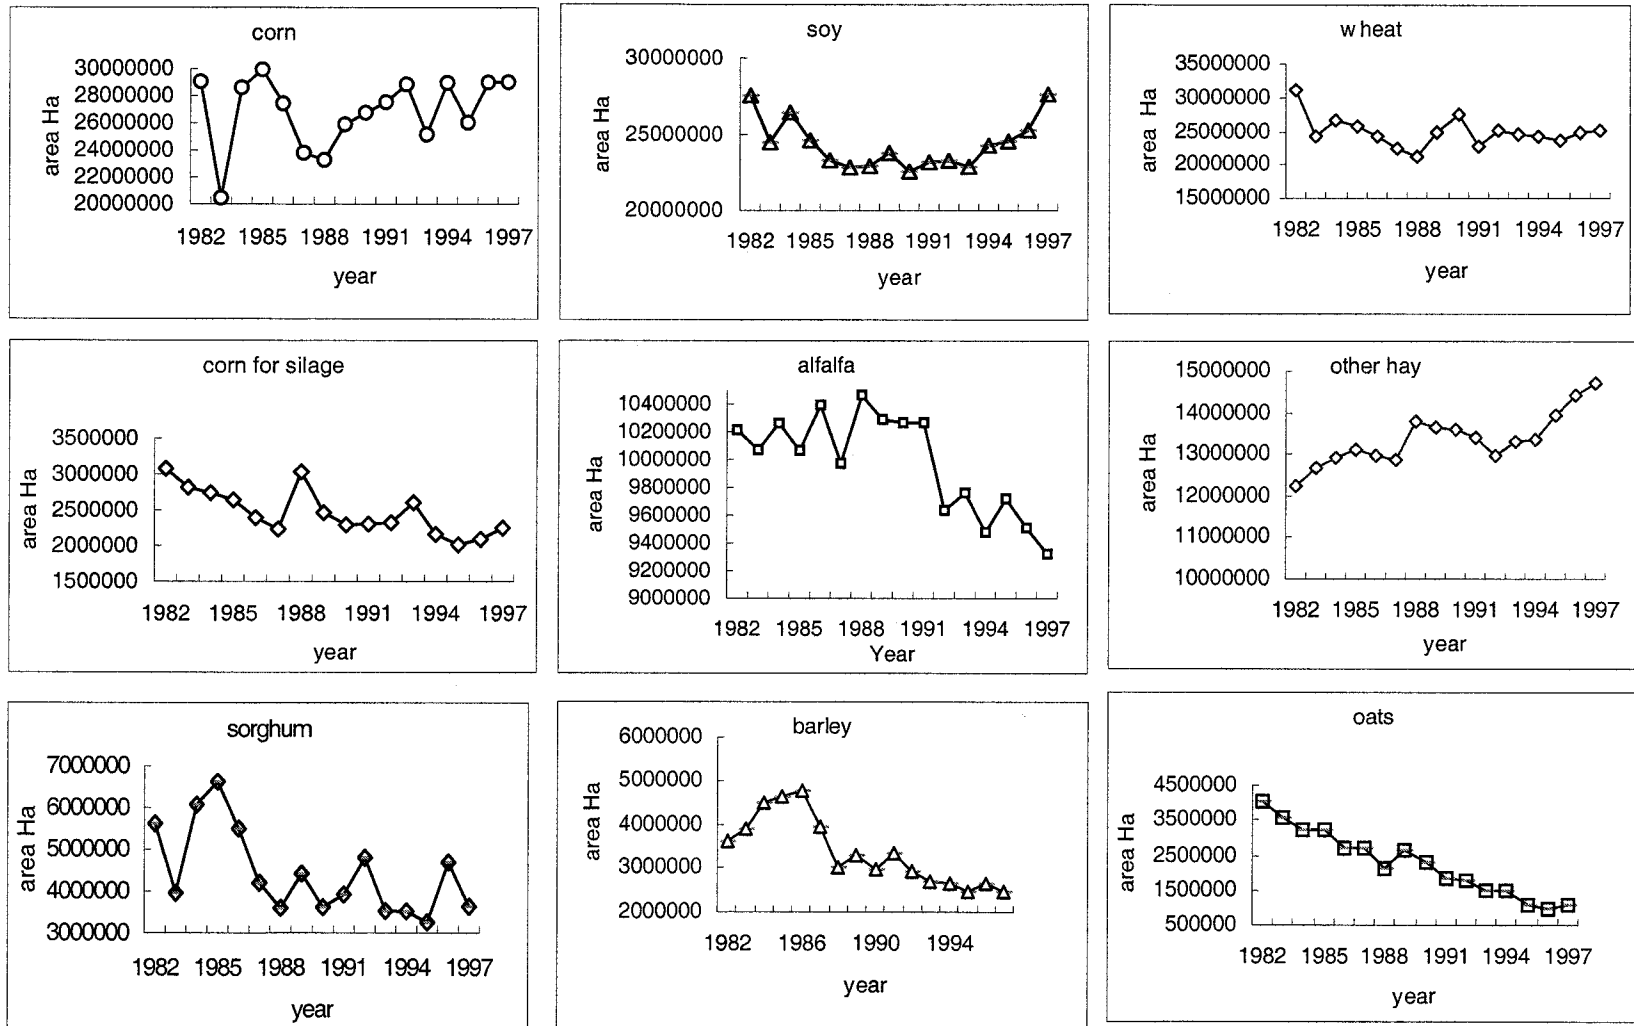 corn
area Ha
30000000
28000000
26000000
24000000
22000000
20000000
1982 1985 1988 1991 1994 1997
year
soy
area Ha
30000000
25000000
20000000
1982 1985 1988 1991 1994 1997
year
wheat
area Ha
35000000
30000000
25000000
20000000
15000000
1982 1985 1988 1991 1994 1997
year
corn for silage
area Ha
3500000
3000000
2500000
2000000
1500000
1982 1985 1988 1991 1994 1997
year
alfalfa
area Ha
10400000
10200000
10000000
9800000
9600000
9400000
9200000
9000000
1982 1985 1988 1991 1994 1997
Year
other hay
area Ha
15000000
14000000
13000000
12000000
11000000
10000000
1982 1985 1988 1991 1994 1997
year
sorghum
area Ha
7000000
6000000
5000000
4000000
3000000
1982 1985 1988 1991 1994 1997
year
barley
area Ha
6000000
5000000
4000000
3000000
2000000
1982 1986 1990 1994
year
oats
area Ha
4500000
3500000
2500000
1500000
500000
1982 1985 1988 1991 1994 1997
year